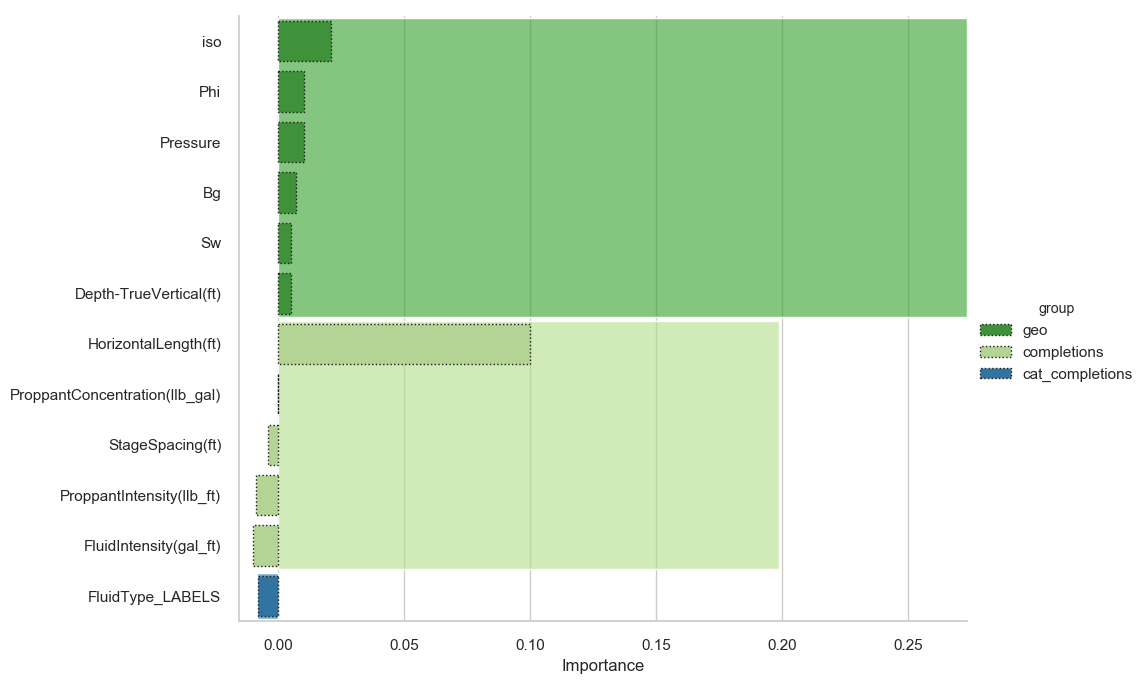 iso
Phi
Pressure
Bg
Sw
Depth-TrueVertical(ft)
HorizontalLength(ft)
ProppantConcentration(llb_gal)
StageSpacing(ft)
ProppantIntensity(llb_ft)
FluidIntensity(gal_ft)
FluidType_LABELS
0.00 0.05 0.10 0.15 0.20 0.25
Importance
group
geo
completions
cat_completions